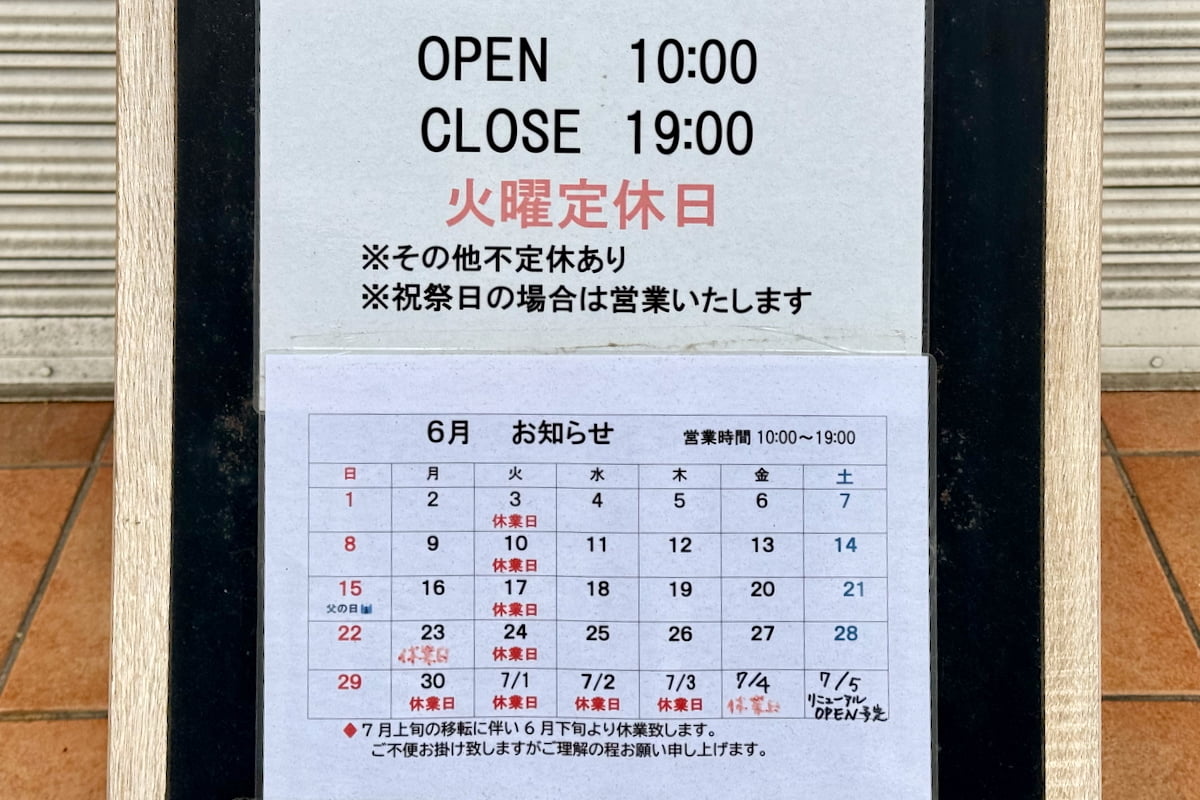 OPEN 10:00
CLOSE 19:00
火曜定休日
※その他不定休あり
※祝祭日の場合は営業いたします
6月 お知らせ 営業時間 10:00～19:00
日 月 火 水 木 金 土
1 2 3 4 5 6 7
休業日
8 9 10 11 12 13 14
休業日
15 16 17 18 19 20 21
父の日 休業日
22 23 24 25 26 27 28
休業日 休業日
29 30 7/1 7/2 7/3 7/4 7/5
休業日 休業日 休業日 休業日 休業日 リニューアル
OPEN予定
◆7月上旬の移転に伴い6月下旬より休業致します。
ご不便お掛け致しますがご理解の程お願い申し上げます。